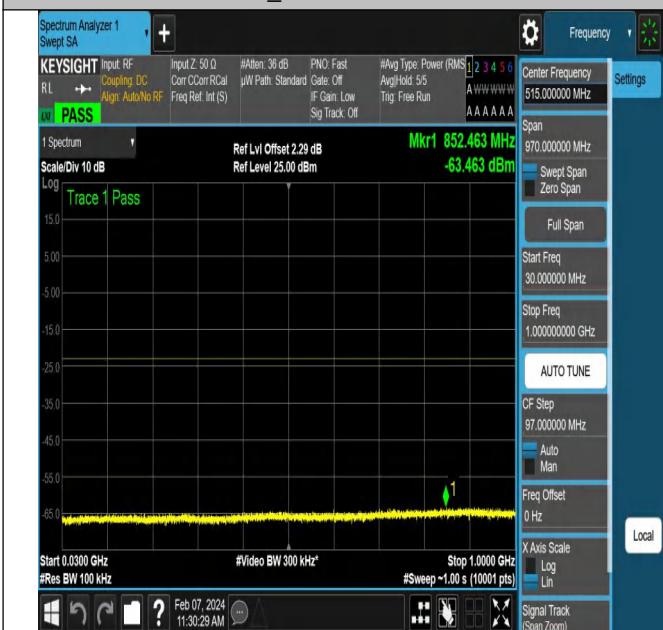 Spectrum Analyzer 1
Swept SA
+
Frequency
KEYSIGHT
RL
LXI
PASS
Input: RF
Coupling: DC
Align: Auto/No RF
Input Z: 50 Ω
Corr CCorr RCal
Freq Ref: Int (S)
#Atten: 36 dB
µW Path: Standard
PNO: Fast
Gate: Off
IF Gain: Low
Sig Track: Off
#Avg Type: Power (RMS
Avg|Hold: 5/5
Trig: Free Run
1 2 3 4 5 6
A W W W W W
A A A A A A
1 Spectrum
Scale/Div 10 dB
Ref Lvl Offset 2.29 dB
Ref Level 25.00 dBm
Mkr1 852.463 MHz
-63.463 dBm
Log
Trace 1 Pass
15.0
5.00
-5.00
-15.0
-25.0
-35.0
-45.0
-55.0
-65.0
1
Start 0.0300 GHz
#Res BW 100 kHz
#Video BW 300 kHz*
Stop 1.0000 GHz
#Sweep ~1.00 s (10001 pts)
?
Feb 07, 2024
11:30:29 AM
Center Frequency
515.000000 MHz
Span
970.000000 MHz
Swept Span
Zero Span
Full Span
Start Freq
30.000000 MHz
Stop Freq
1.000000000 GHz
AUTO TUNE
CF Step
97.000000 MHz
Auto
Man
Freq Offset
0 Hz
X Axis Scale
Log
Lin
Signal Track
(Span Zoom)
Settings
Local